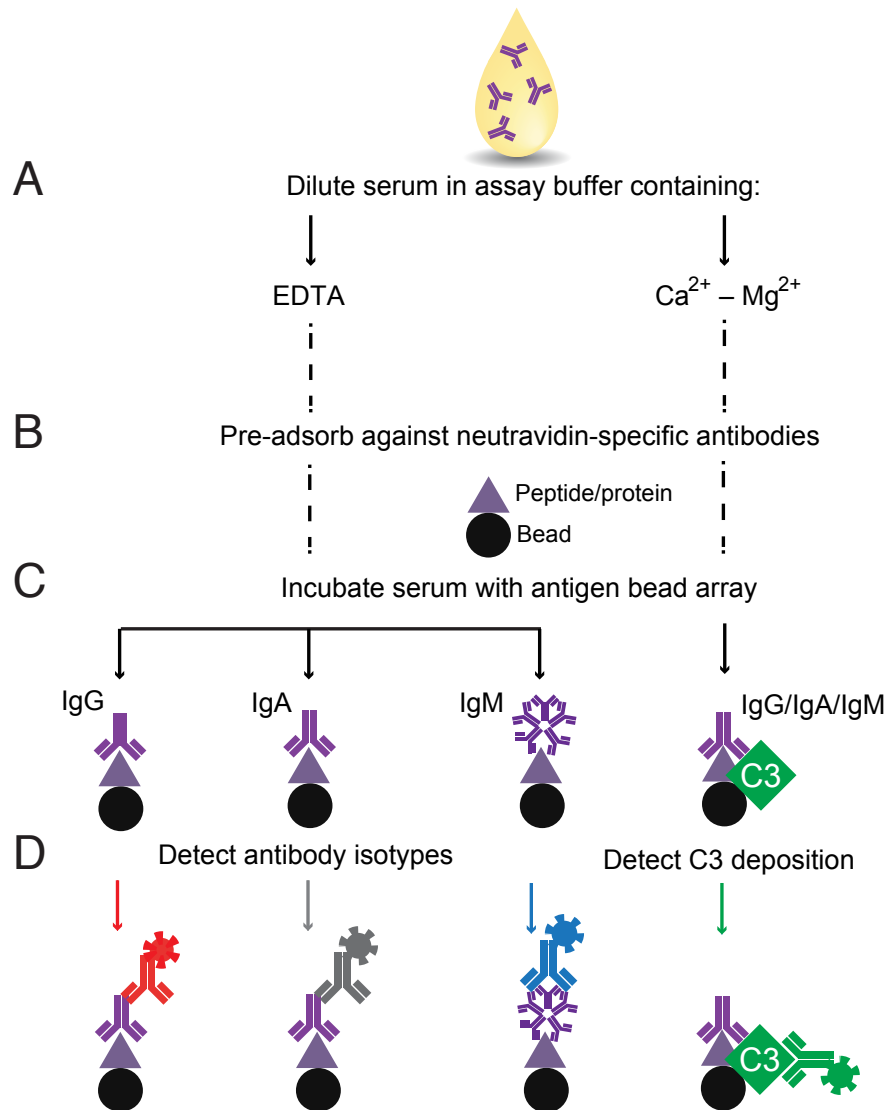 A
Dilute serum in assay buffer containing:
EDTA
Ca²⁺ – Mg²⁺
B
Pre-adsorb against neutravidin-specific antibodies
Peptide/protein
Bead
C
Incubate serum with antigen bead array
IgG
IgA
IgM
IgG/IgA/IgM
C3
D
Detect antibody isotypes
Detect C3 deposition
C3